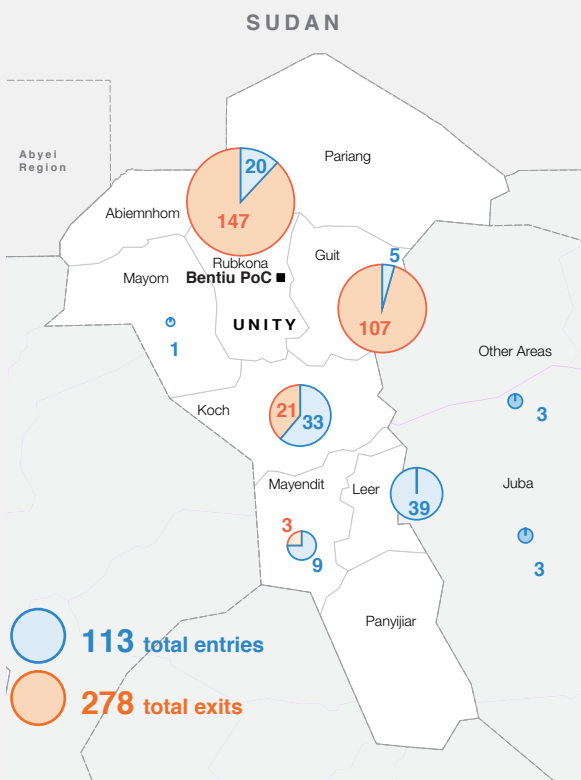 SUDAN
Abyei
Region
Pariang
20
147
Abiemnhom
Guit
5
Rubkona
Mayom
Bentiu PoC
107
UNITY
1
Other Areas
3
Koch
21
33
Mayendit
Leer
Juba
39
3
9
3
Panyijiar
113 total entries
278 total exits